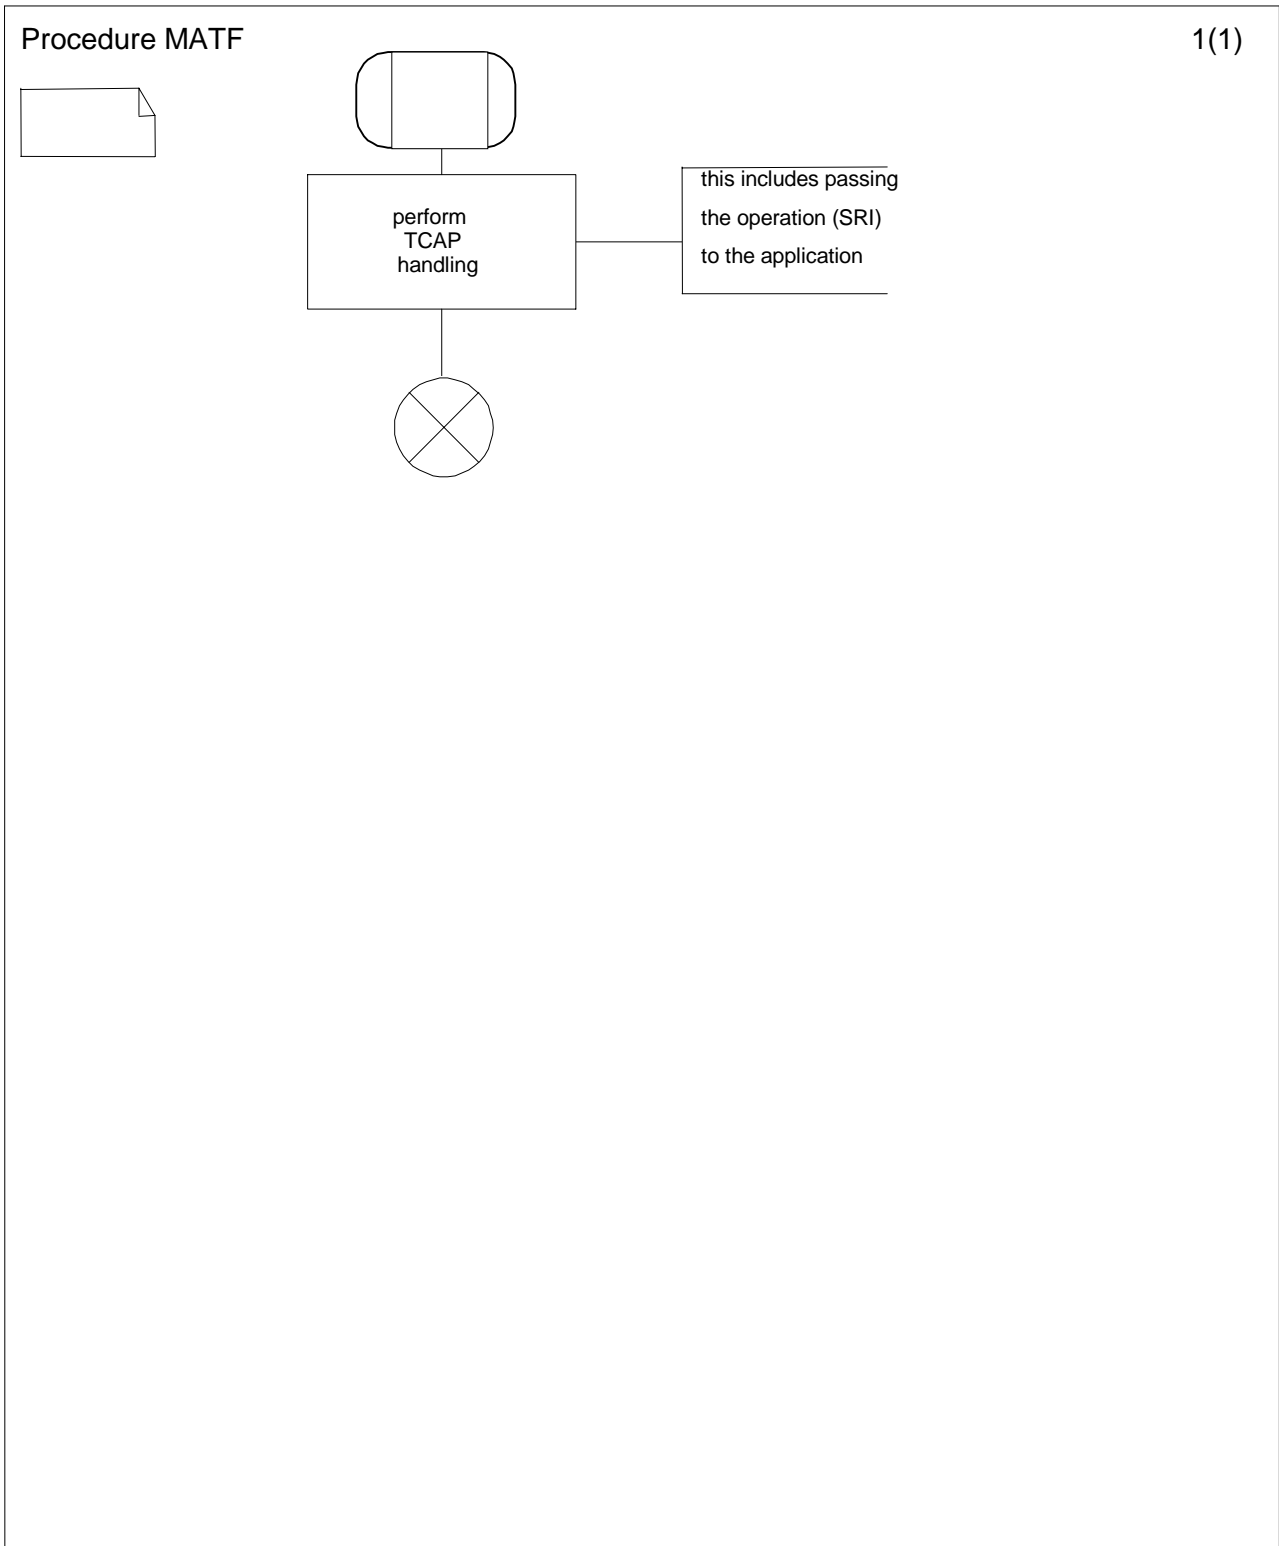 Procedure MATF
1(1)
perform
TCAP
handling
this includes passing
the operation (SRI)
to the application